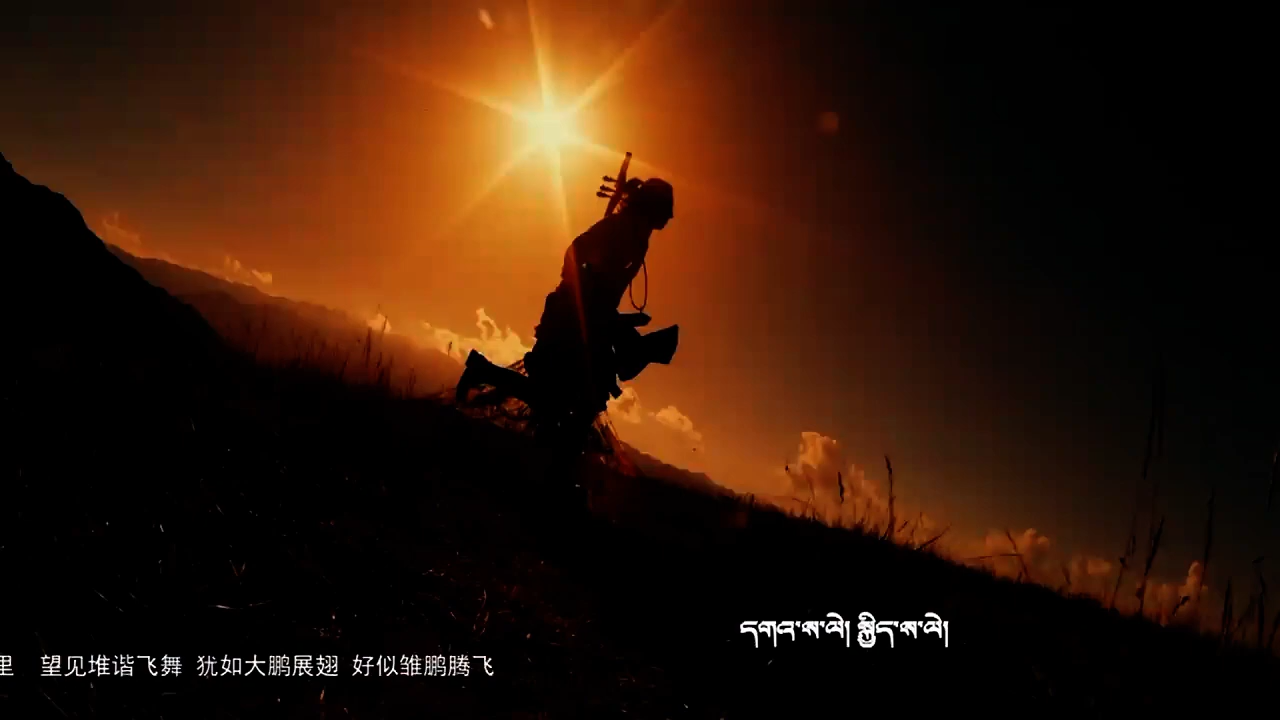 དགའ་ས་ལེ། སྐྱིད་ས་ལེ།
里 望见堆谐飞舞 犹如大鹏展翅 好似雏鹏腾飞